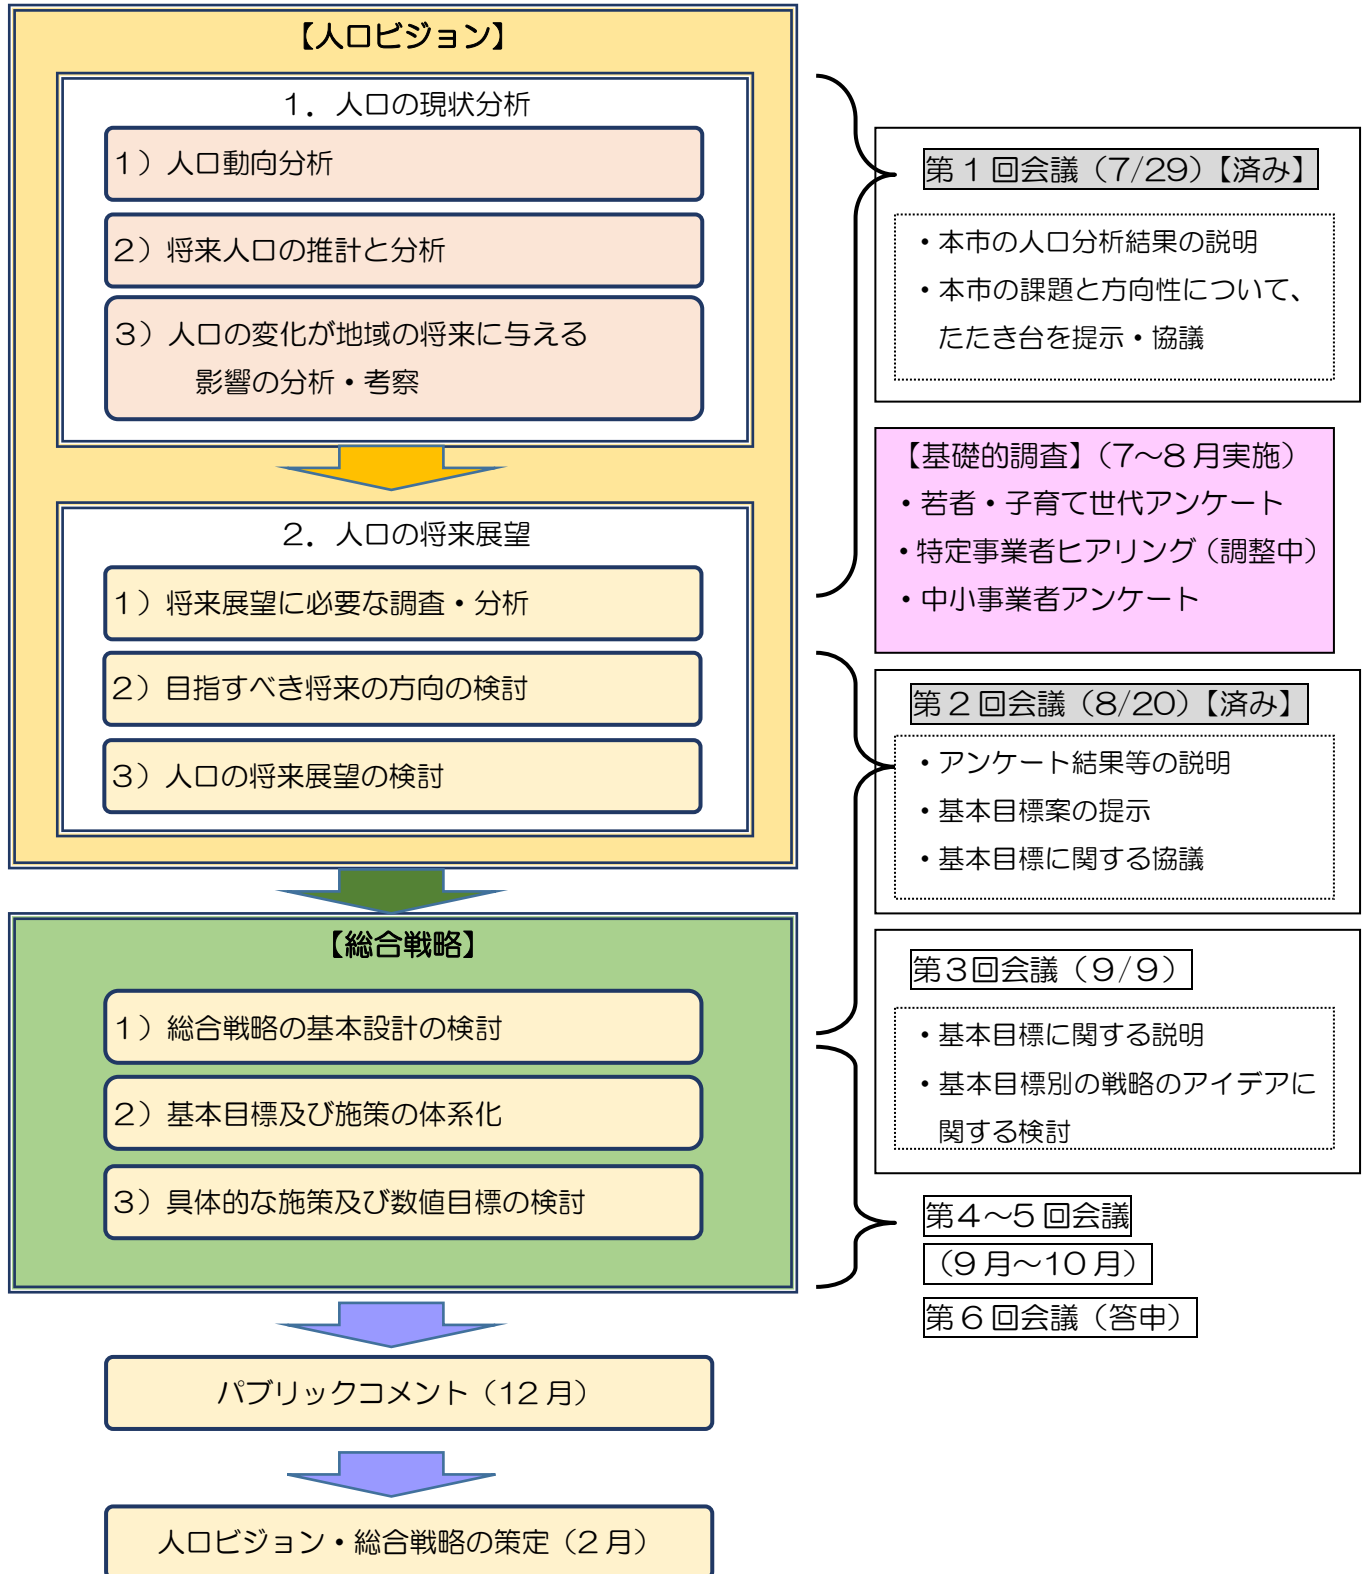 【人口ビジョン】
１．人口の現状分析
１）人口動向分析
２）将来人口の推計と分析
３）人口の変化が地域の将来に与える
影響の分析・考察
２．人口の将来展望
１）将来展望に必要な調査・分析
２）目指すべき将来の方向の検討
３）人口の将来展望の検討
【総合戦略】
１）総合戦略の基本設計の検討
２）基本目標及び施策の体系化
３）具体的な施策及び数値目標の検討
パブリックコメント（12月）
人口ビジョン・総合戦略の策定（２月）
第１回会議（7/29）【済み】
・本市の人口分析結果の説明
・本市の課題と方向性について、
たたき台を提示・協議
【基礎的調査】（7～8月実施）
・若者・子育て世代アンケート
・特定事業者ヒアリング（調整中）
・中小事業者アンケート
第２回会議（8/20）【済み】
・アンケート結果等の説明
・基本目標案の提示
・基本目標に関する協議
第３回会議（９/９）
・基本目標に関する説明
・基本目標別の戦略のアイデアに
関する検討
第４～５回会議
（９月～10月）
第６回会議（答申）